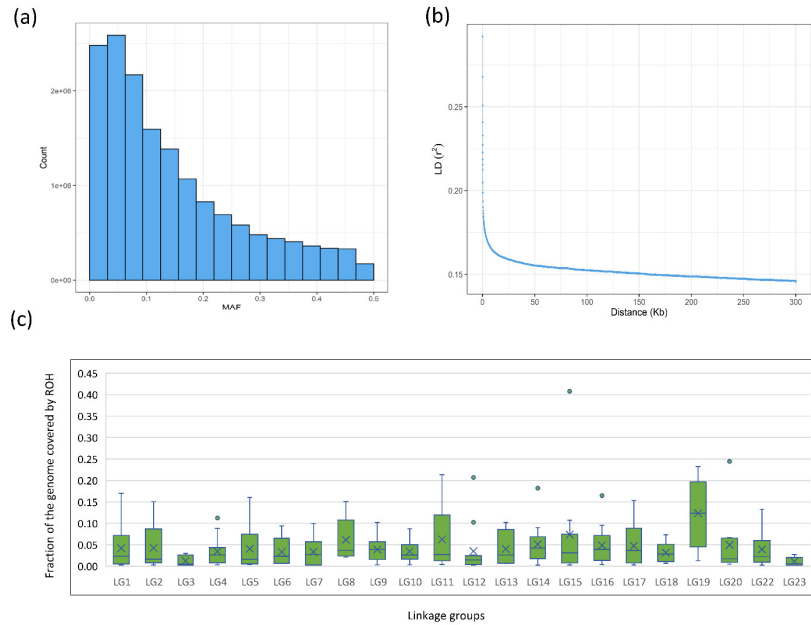 (a)
2e+06
1e+06
0e+00
Count
0.0 0.1 0.2 0.3 0.4 0.5
MAF
(b)
0.25
0.20
0.15
LD (r²)
0 50 100 150 200 250 300
Distance (Kb)
(c)
Fraction of the genome covered by ROH
0.45
0.40
0.35
0.30
0.25
0.20
0.15
0.10
0.05
0.00
LG1 LG2 LG3 LG4 LG5 LG6 LG7 LG8 LG9 LG10 LG11 LG12 LG13 LG14 LG15 LG16 LG17 LG18 LG19 LG20 LG22 LG23
Linkage groups